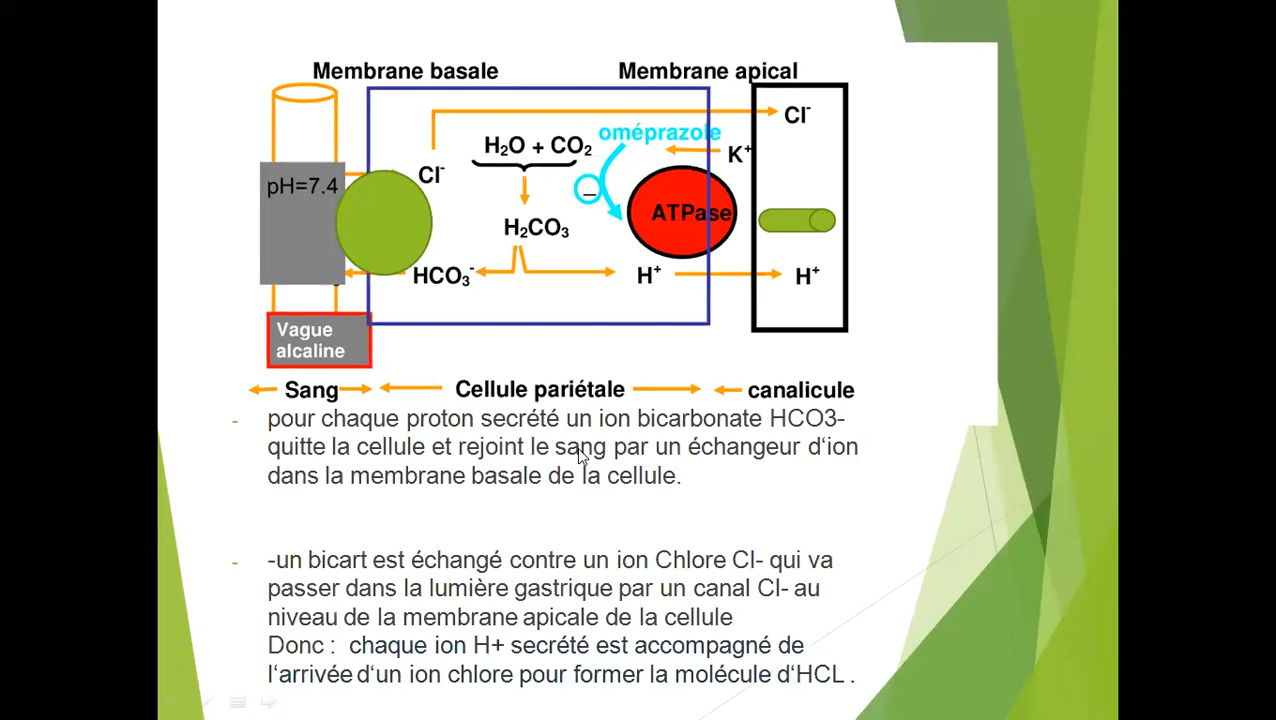 Membrane basale
Membrane apical
Cl⁻
H₂O + CO₂
oméprazole
K⁺
Cl⁻
pH=7.4
_
ATPase
H₂CO₃
HCO₃⁻
H⁺
H⁺
Vague
alcaline
Sang
Cellule pariétale
canalicule
- pour chaque proton secrété un ion bicarbonate HCO3-
quitte la cellule et rejoint le sang par un échangeur d‘ion
dans la membrane basale de la cellule.
- -un bicart est échangé contre un ion Chlore Cl- qui va
passer dans la lumière gastrique par un canal Cl- au
niveau de la membrane apicale de la cellule
Donc : chaque ion H+ secrété est accompagné de
l‘arrivée d‘un ion chlore pour former la molécule d‘HCL .